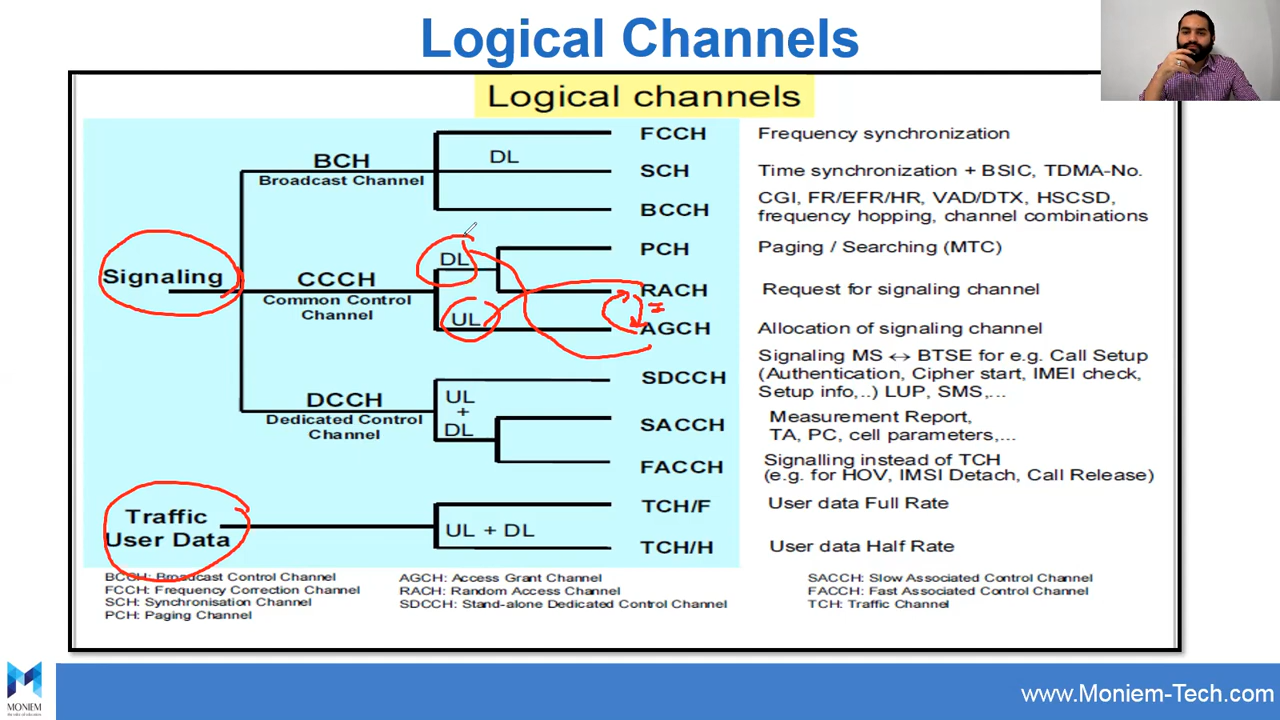 Logical Channels
Logical channels
FCCH Frequency synchronization
BCH DL
Broadcast Channel
SCH Time synchronization + BSIC, TDMA-No.
BCCH CGI, FR/EFR/HR, VAD/DTX, HSCSD,
frequency hopping, channel combinations
PCH Paging / Searching (MTC)
DL
Signaling
CCCH
Common Control
Channel
RACH Request for signaling channel
UL
AGCH Allocation of signaling channel
SDCCH Signaling MS ↔ BTSE for e.g. Call Setup
(Authentication, Cipher start, IMEI check,
Setup info,..) LUP, SMS,...
DCCH
Dedicated Control
Channel
UL
+
DL
SACCH Measurement Report,
TA, PC, cell parameters,...
FACCH Signalling instead of TCH
(e.g. for HOV, IMSI Detach, Call Release)
Traffic
User Data
UL + DL
TCH/F User data Full Rate
TCH/H User data Half Rate
BCCH: Broadcast Control Channel
FCCH: Frequency Correction Channel
SCH: Synchronisation Channel
PCH: Paging Channel
AGCH: Access Grant Channel
RACH: Random Access Channel
SDCCH: Stand-alone Dedicated Control Channel
SACCH: Slow Associated Control Channel
FACCH: Fast Associated Control Channel
TCH: Traffic Channel
MONIEM
www.Moniem-Tech.com